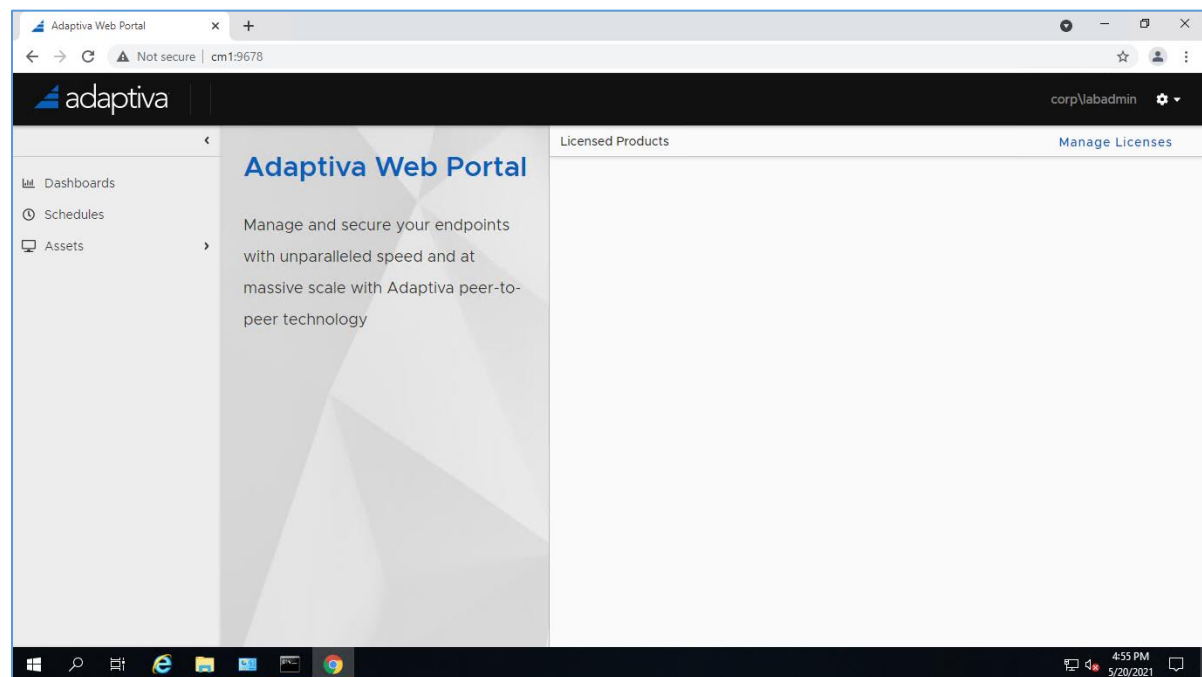 Adaptiva Web Portal
Not secure | cm1:9678
adaptiva
corp\labadmin
Dashboards
Schedules
Assets
Adaptiva Web Portal
Manage and secure your endpoints
with unparalleled speed and at
massive scale with Adaptiva peer-to-
peer technology
Licensed Products
Manage Licenses
4:55 PM
5/20/2021